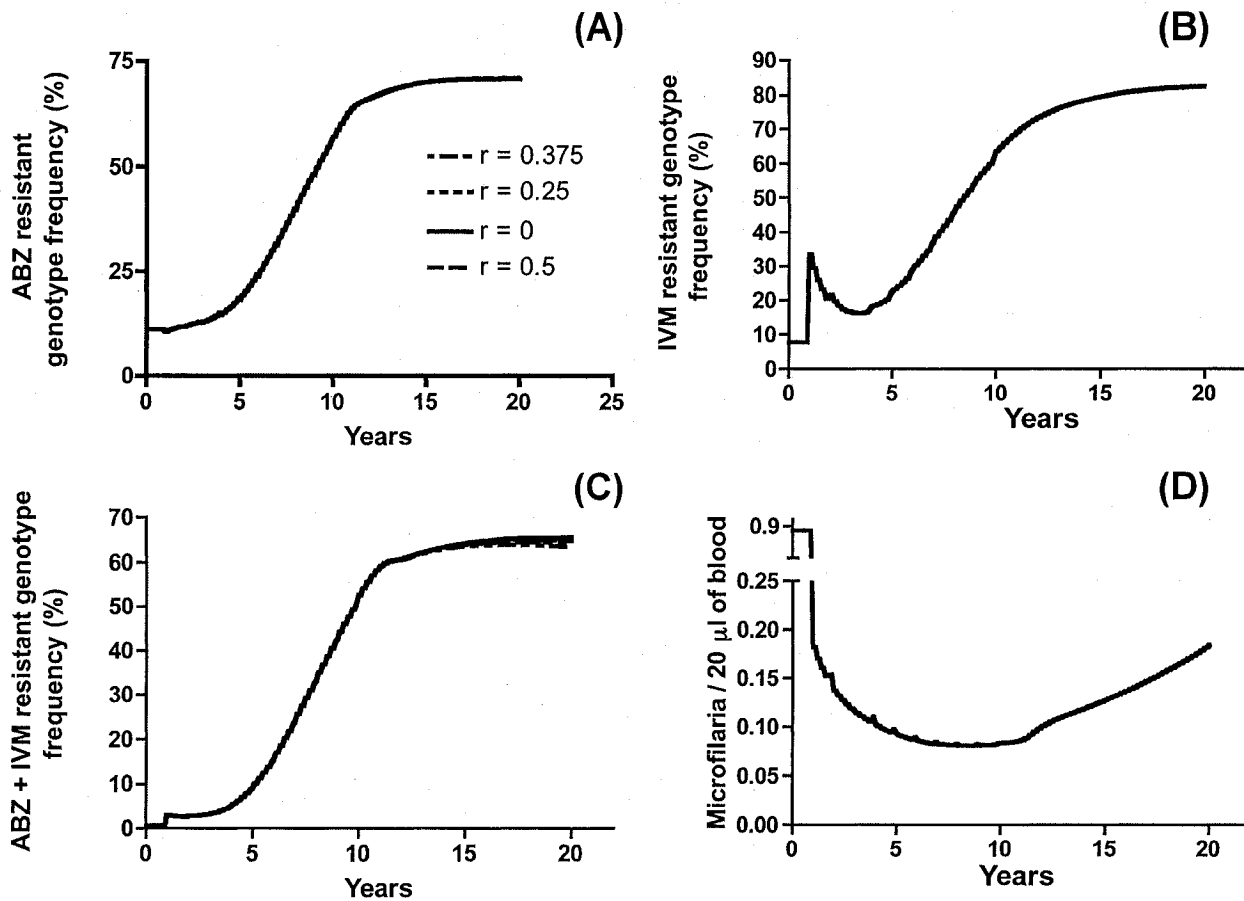 (A)
ABZ resistant
genotype frequency (%)
75
50
25
0
r = 0.375
r = 0.25
r = 0
r = 0.5
0 5 10 15 20 25
Years
(B)
IVM resistant genotype
frequency (%)
90
80
70
60
50
40
30
20
10
0
0 5 10 15 20
Years
(C)
ABZ + IVM resistant genotype
frequency (%)
70
60
50
40
30
20
10
0
0 5 10 15 20
Years
(D)
Microfilaria / 20 µl of blood
0.9
0.25
0.20
0.15
0.10
0.05
0.00
0 5 10 15 20
Years